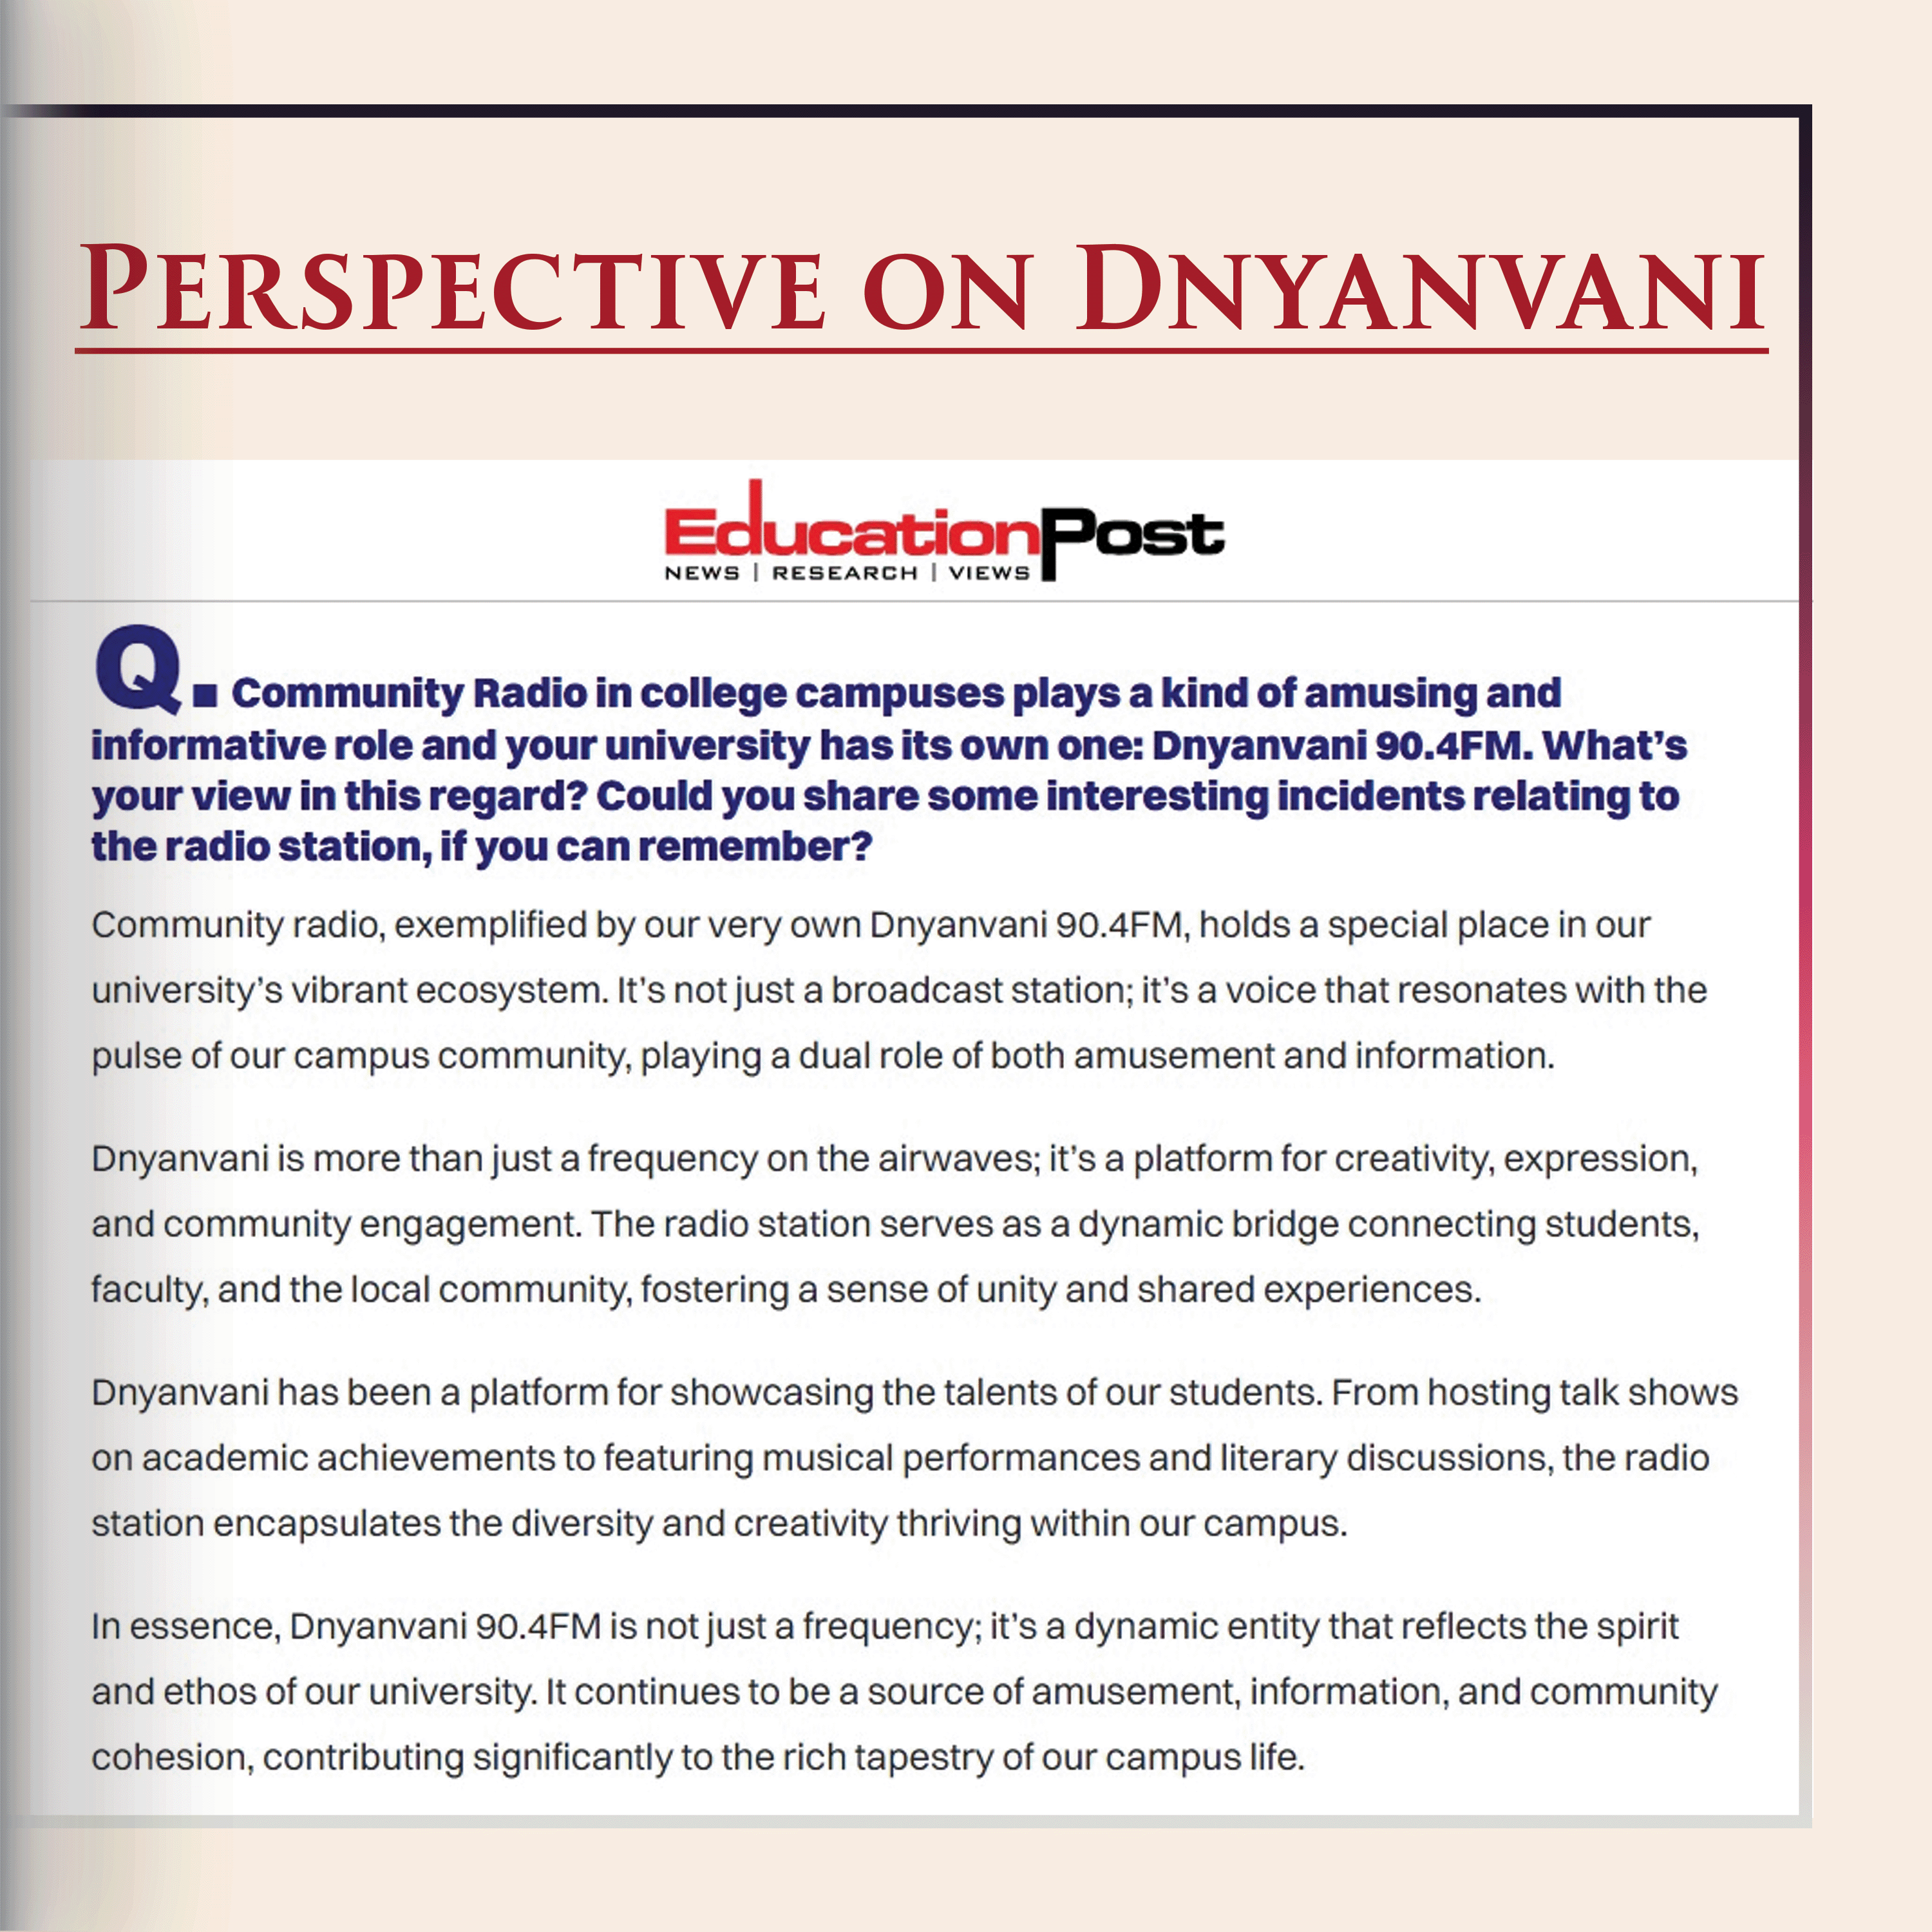 PERSPECTIVE ON DNYANVANI
EducationPost
NEWS | RESEARCH | VIEWS
Q. Community Radio in college campuses plays a kind of amusing and
informative role and your university has its own one: Dnyanvani 90.4FM. What's
your view in this regard? Could you share some interesting incidents relating to
the radio station, if you can remember?
Community radio, exemplified by our very own Dnyanvani 90.4FM, holds a special place in our
university's vibrant ecosystem. It's not just a broadcast station; it's a voice that resonates with the
pulse of our campus community, playing a dual role of both amusement and information.
Dnyanvani is more than just a frequency on the airwaves; it's a platform for creativity, expression,
and community engagement. The radio station serves as a dynamic bridge connecting students,
faculty, and the local community, fostering a sense of unity and shared experiences.
Dnyanvani has been a platform for showcasing the talents of our students. From hosting talk shows
on academic achievements to featuring musical performances and literary discussions, the radio
station encapsulates the diversity and creativity thriving within our campus.
In essence, Dnyanvani 90.4FM is not just a frequency; it's a dynamic entity that reflects the spirit
and ethos of our university. It continues to be a source of amusement, information, and community
cohesion, contributing significantly to the rich tapestry of our campus life.